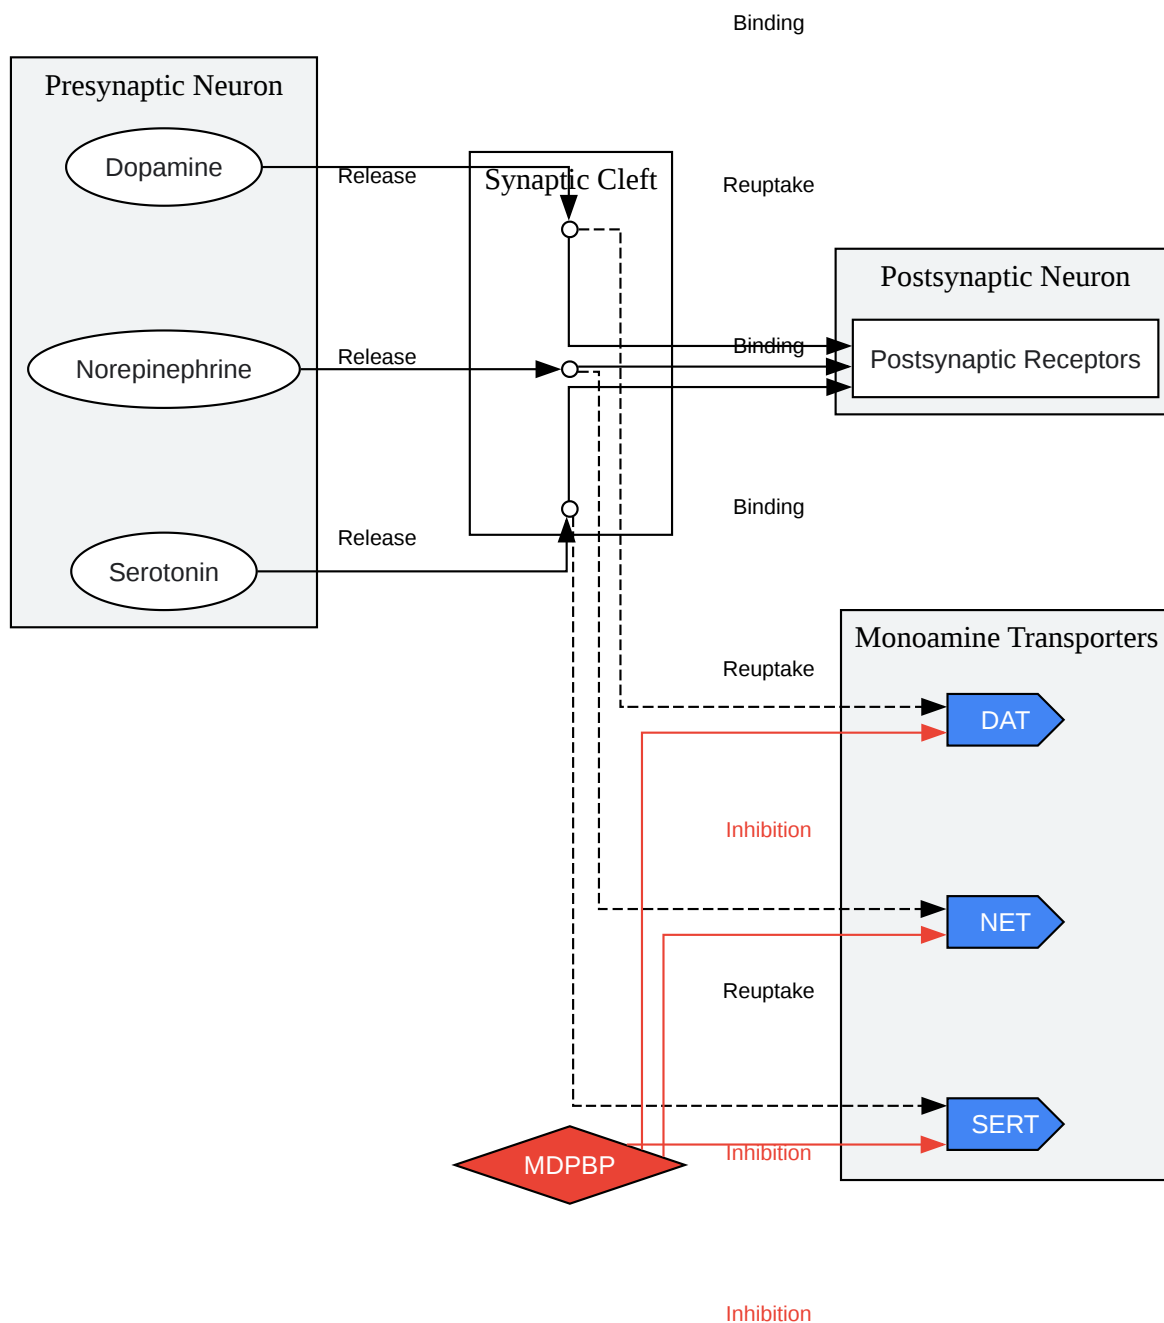 Binding
Presynaptic Neuron
Dopamine
Release
Synaptic Cleft
Reuptake
Postsynaptic Neuron
Binding
Postsynaptic Receptors
Release
Norepinephrine
Binding
Release
Serotonin
Monoamine Transporters
Reuptake
DAT
Inhibition
NET
Reuptake
SERT
Inhibition
MDPBP
Inhibition